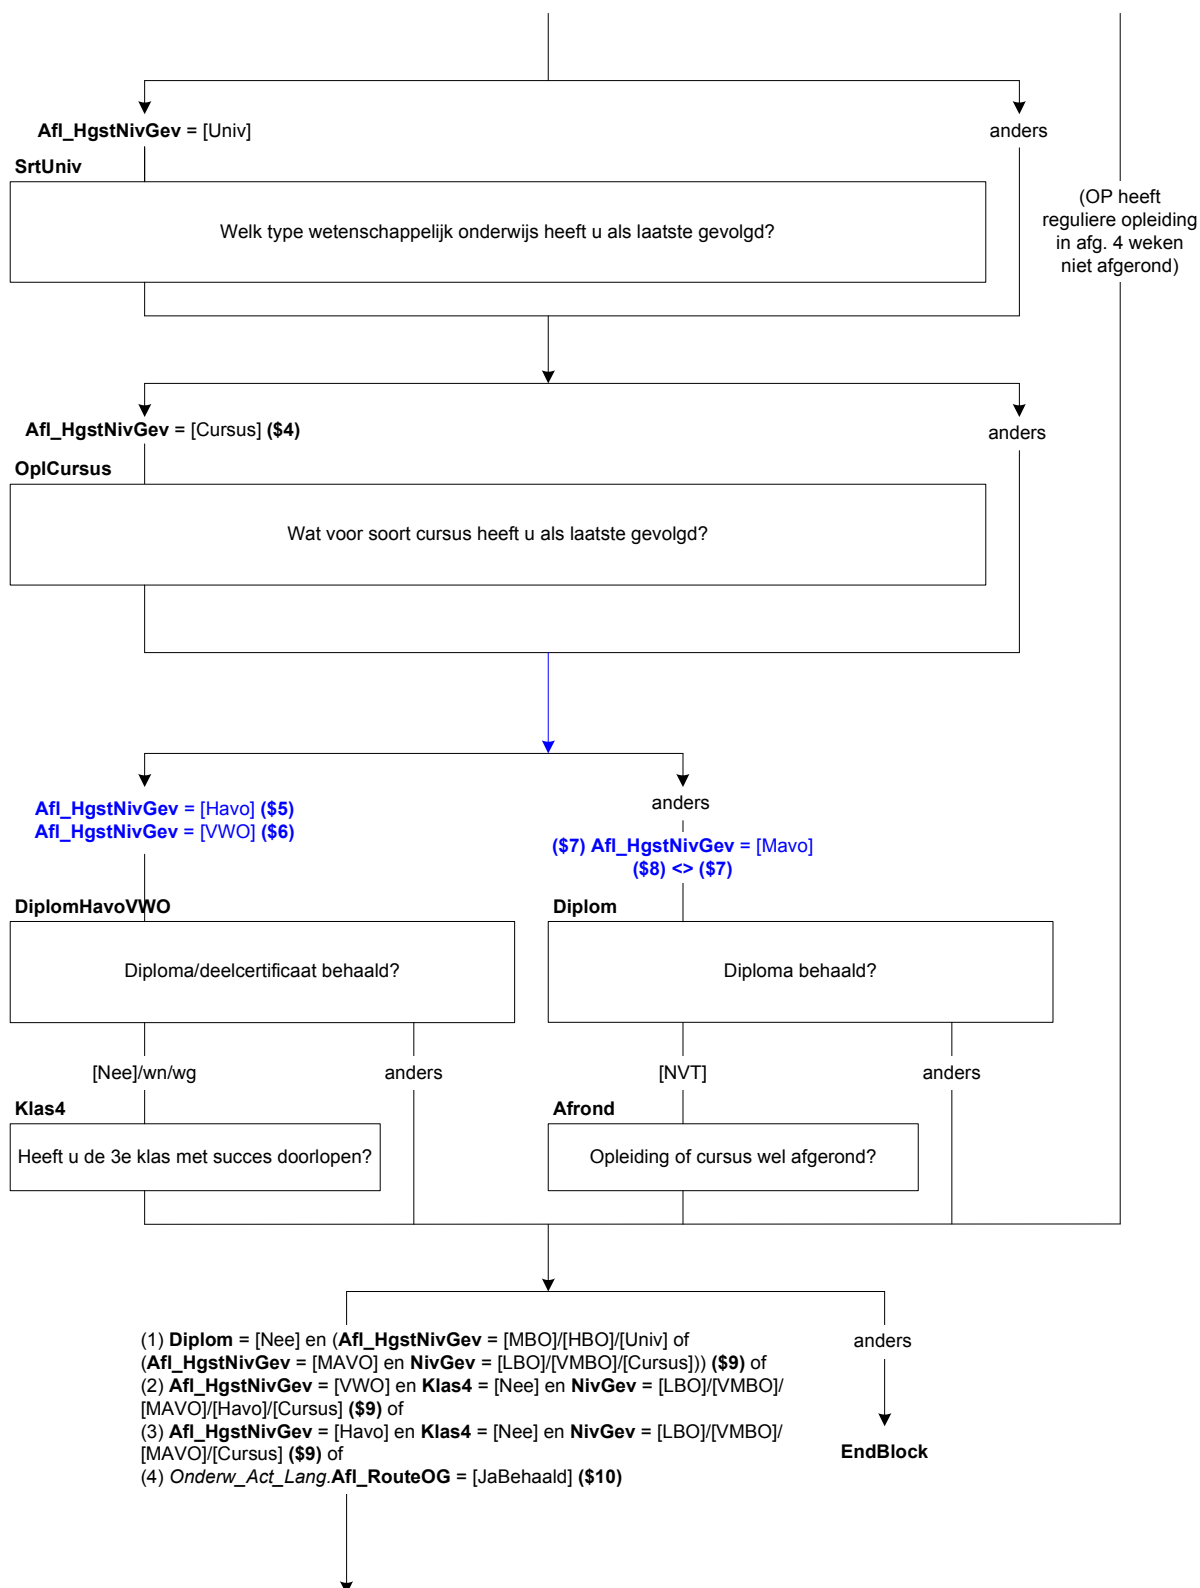 Afl_HgstNivGev = [Univ]
anders
SrtUniv
Welk type wetenschappelijk onderwijs heeft u als laatste gevolgd?
(OP heeft
reguliere opleiding
in afg. 4 weken
niet afgerond)
Afl_HgstNivGev = [Cursus] ($4)
anders
OplCursus
Wat voor soort cursus heeft u als laatste gevolgd?
Afl_HgstNivGev = [Havo] ($5)
Afl_HgstNivGev = [VWO] ($6)
anders
($7) Afl_HgstNivGev = [Mavo]
($8) <> ($7)
DiplomHavoVWO
Diploma/deelcertificaat behaald?
Diplom
Diploma behaald?
[Nee]/wn/wg
anders
[NVT]
anders
Klas4
Heeft u de 3e klas met succes doorlopen?
Afrond
Opleiding of cursus wel afgerond?
(1) Diplom = [Nee] en (Afl_HgstNivGev = [MBO]/[HBO]/[Univ] of
(Afl_HgstNivGev = [MAVO] en NivGev = [LBO]/[VMBO]/[Cursus])) ($9) of
(2) Afl_HgstNivGev = [VWO] en Klas4 = [Nee] en NivGev = [LBO]/[VMBO]/
[MAVO]/[Havo]/[Cursus] ($9) of
(3) Afl_HgstNivGev = [Havo] en Klas4 = [Nee] en NivGev = [LBO]/[VMBO]/
[MAVO]/[Cursus] ($9) of
(4) Onderw_Act_Lang.Afl_RouteOG = [JaBehaald] ($10)
anders
EndBlock